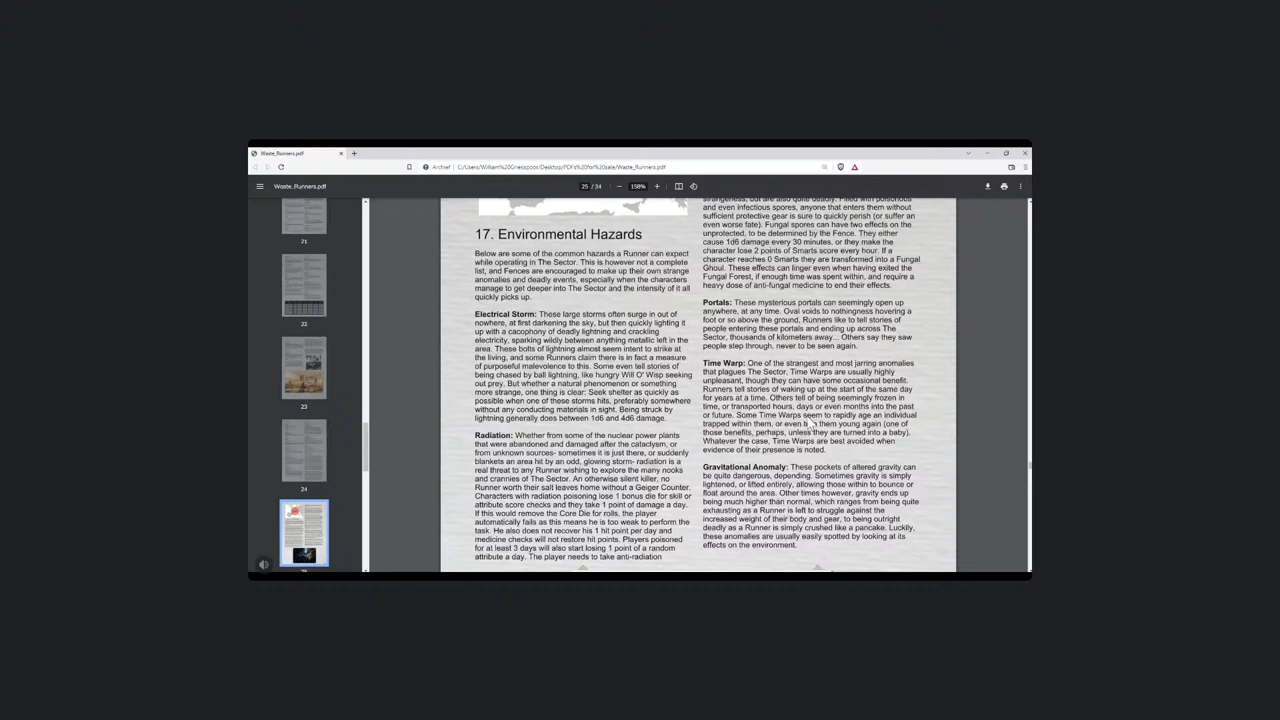 Waste_Runners.pdf
Archief
C:/Users/William%20Gnekspoos/Desktop/PDFs%20for%20sale/Waste_Runners.pdf
Waste_Runners.pdf
25 / 34
158%
21
22
23
24
17. Environmental Hazards
Below are some of the common hazards a Runner can expect
while operating in The Sector. This is however not a complete
list, and Fences are encouraged to make up their own strange
anomalies and deadly events, especially when the characters
manage to get deeper into The Sector and the intensity of it all
quickly picks up.
Electrical Storm: These large storms often surge in out of
nowhere, at first darkening the sky, but then quickly lighting it
up with a cacophony of deadly lightning and crackling
electricity, sparking wildly between anything metallic left in the
area. These bolts of lightning almost seem intent to strike at
the living, and some Runners claim there is in fact a measure
of purposeful malevolence to this. Some even tell stories of
being chased by ball lightning, like hungry Will O' Wisp seeking
out prey. But whether a natural phenomenon or something
more strange, one thing is clear: Seek shelter as quickly as
possible when one of these storms hits, preferably somewhere
without any conducting materials in sight. Being struck by
lightning generally does between 1d6 and 4d6 damage.
Radiation: Whether from some of the nuclear power plants
that were abandoned and damaged after the cataclysm, or
from unknown sources- sometimes it is just there, or suddenly
blankets an area hit by an odd, glowing storm- radiation is a
real threat to any Runner wishing to explore the many nooks
and crannies of The Sector. An otherwise silent killer, no
Runner worth their salt leaves home without a Geiger Counter.
Characters with radiation poisoning lose 1 bonus die for skill or
attribute score checks and they take 1 point of damage a day.
If this would remove the Core Die for rolls, the player
automatically fails as this means he is too weak to perform the
task. He also does not recover his 1 hit point per day and
medicine checks will not restore hit points. Players poisoned
for at least 3 days will also start losing 1 point of a random
attribute a day. The player needs to take anti-radiation
strangeness, but are also quite deadly. Filled with poisonous
and even infectious spores, anyone that enters them without
sufficient protective gear is sure to quickly perish (or suffer an
even worse fate). Fungal spores can have two effects on the
unprotected, to be determined by the Fence. They either
cause 1d6 damage every 30 minutes, or they make the
character lose 2 points of Smarts score every hour. If a
character reaches 0 Smarts they are transformed into a Fungal
Ghoul. These effects can linger even when having exited the
Fungal Forest, if enough time was spent within, and require a
heavy dose of anti-fungal medicine to end their effects.
Portals: These mysterious portals can seemingly open up
anywhere, at any time. Oval voids to nothingness hovering a
foot or so above the ground, Runners like to tell stories of
people entering these portals and ending up across The
Sector, thousands of kilometers away... Others say they saw
people step through, never to be seen again.
Time Warp: One of the strangest and most jarring anomalies
that plagues The Sector, Time Warps are usually highly
unpleasant, though they can have some occasional benefit.
Runners tell stories of waking up at the start of the same day
for years at a time. Others tell of being seemingly frozen in
time, or transported hours, days or even months into the past
or future. Some Time Warps seem to rapidly age an individual
trapped within them, or even turn them young again (one of
those benefits, perhaps, unless they are turned into a baby).
Whatever the case, Time Warps are best avoided when
evidence of their presence is noted.
Gravitational Anomaly: These pockets of altered gravity can
be quite dangerous, depending. Sometimes gravity is simply
lightened, or lifted entirely, allowing those within to bounce or
float around the area. Other times however, gravity ends up
being much higher than normal, which ranges from being quite
exhausting as a Runner is left to struggle against the
increased weight of their body and gear, to being outright
deadly as a Runner is simply crushed like a pancake. Luckily,
these anomalies are usually easily spotted by looking at its
effects on the environment.